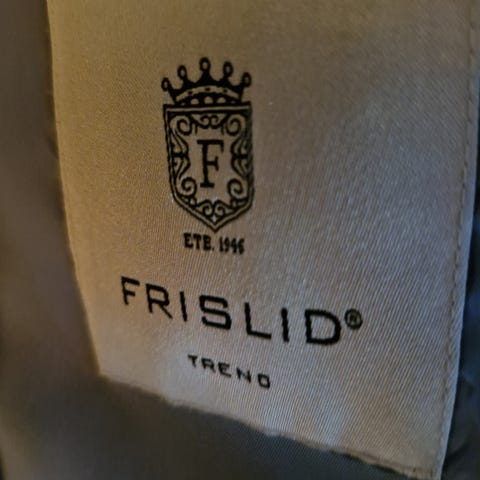 F
ETB. 1946
FRISLID®
TREND